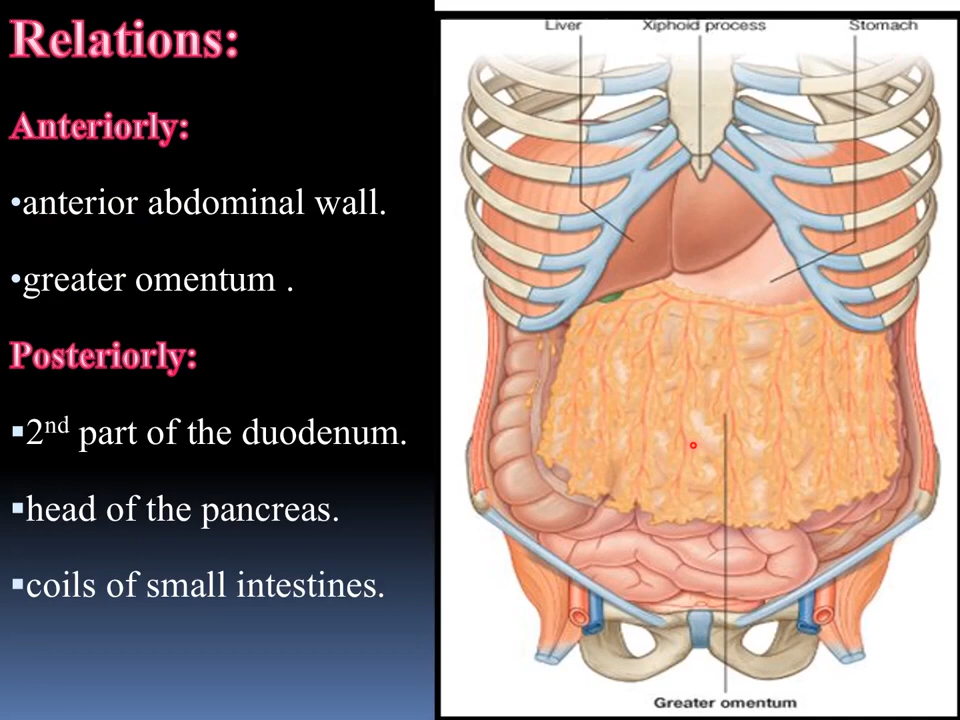 Relations:
Anteriorly:
•anterior abdominal wall.
•greater omentum .
Posteriorly:
▪2nd part of the duodenum.
▪head of the pancreas.
▪coils of small intestines.
Liver Xiphoid process Stomach
Greater omentum